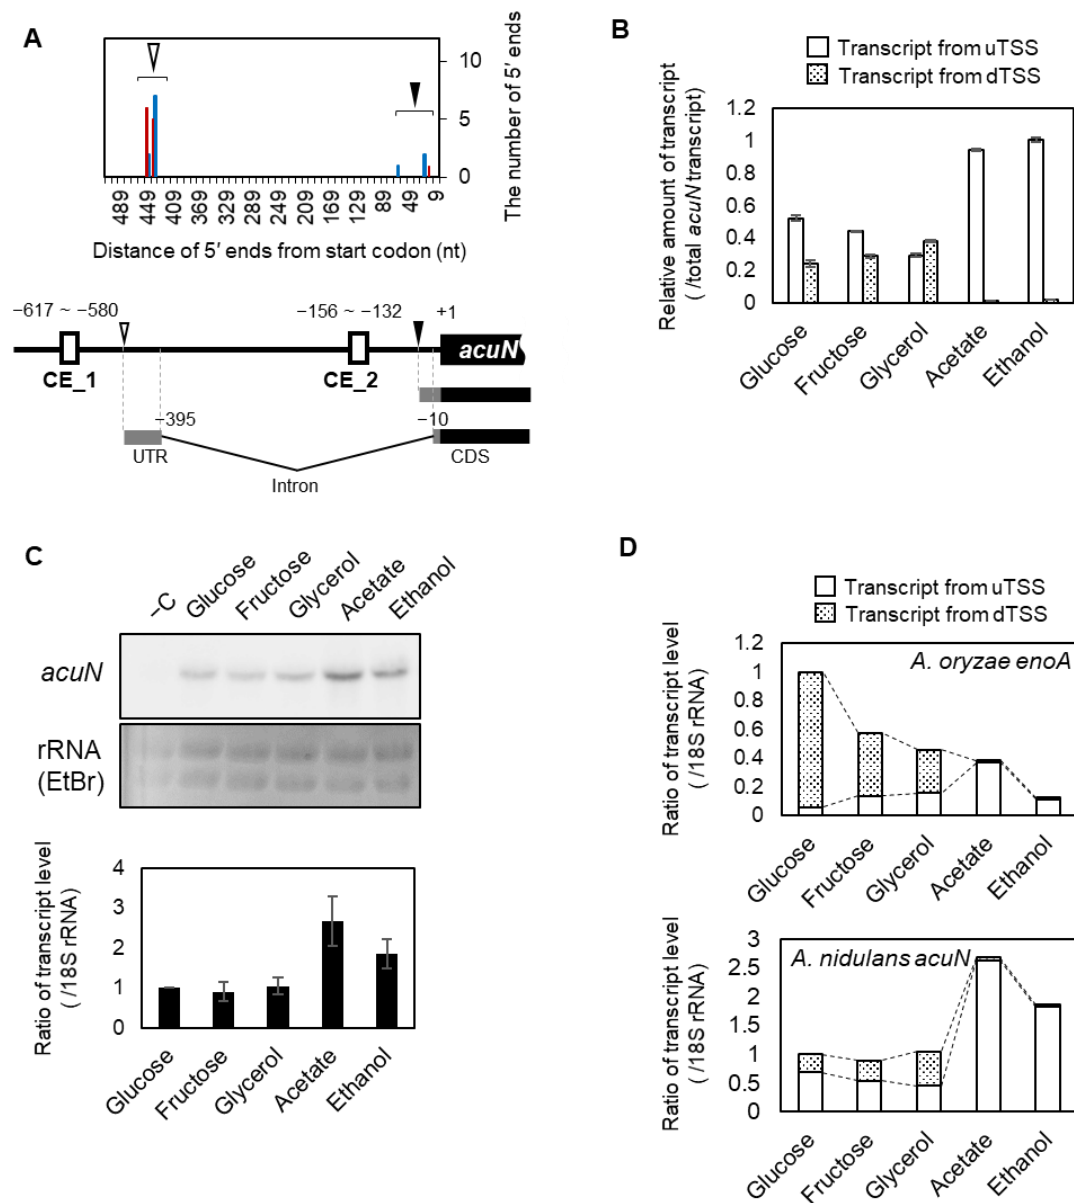 A
10
5
0
The number of 5′ ends
489
449
409
369
329
289
249
209
169
129
89
49
9
Distance of 5′ ends from start codon (nt)
−617 ~ −580
−156 ~ −132
+1
acuN
CE_1
CE_2
−395
−10
UTR
CDS
Intron
B
Transcript from uTSS
Transcript from dTSS
Relative amount of transcript
( /total acuN transcript)
1.2
1
0.8
0.6
0.4
0.2
0
Glucose
Fructose
Glycerol
Acetate
Ethanol
C
−C
Glucose
Fructose
Glycerol
Acetate
Ethanol
acuN
rRNA
(EtBr)
Ratio of transcript level
( /18S rRNA)
4
3
2
1
0
Glucose
Fructose
Glycerol
Acetate
Ethanol
D
Transcript from uTSS
Transcript from dTSS
A. oryzae enoA
Ratio of transcript level
( /18S rRNA)
1.2
1
0.8
0.6
0.4
0.2
0
Glucose
Fructose
Glycerol
Acetate
Ethanol
A. nidulans acuN
Ratio of transcript level
( /18S rRNA)
3
2.5
2
1.5
1
0.5
0
Glucose
Fructose
Glycerol
Acetate
Ethanol